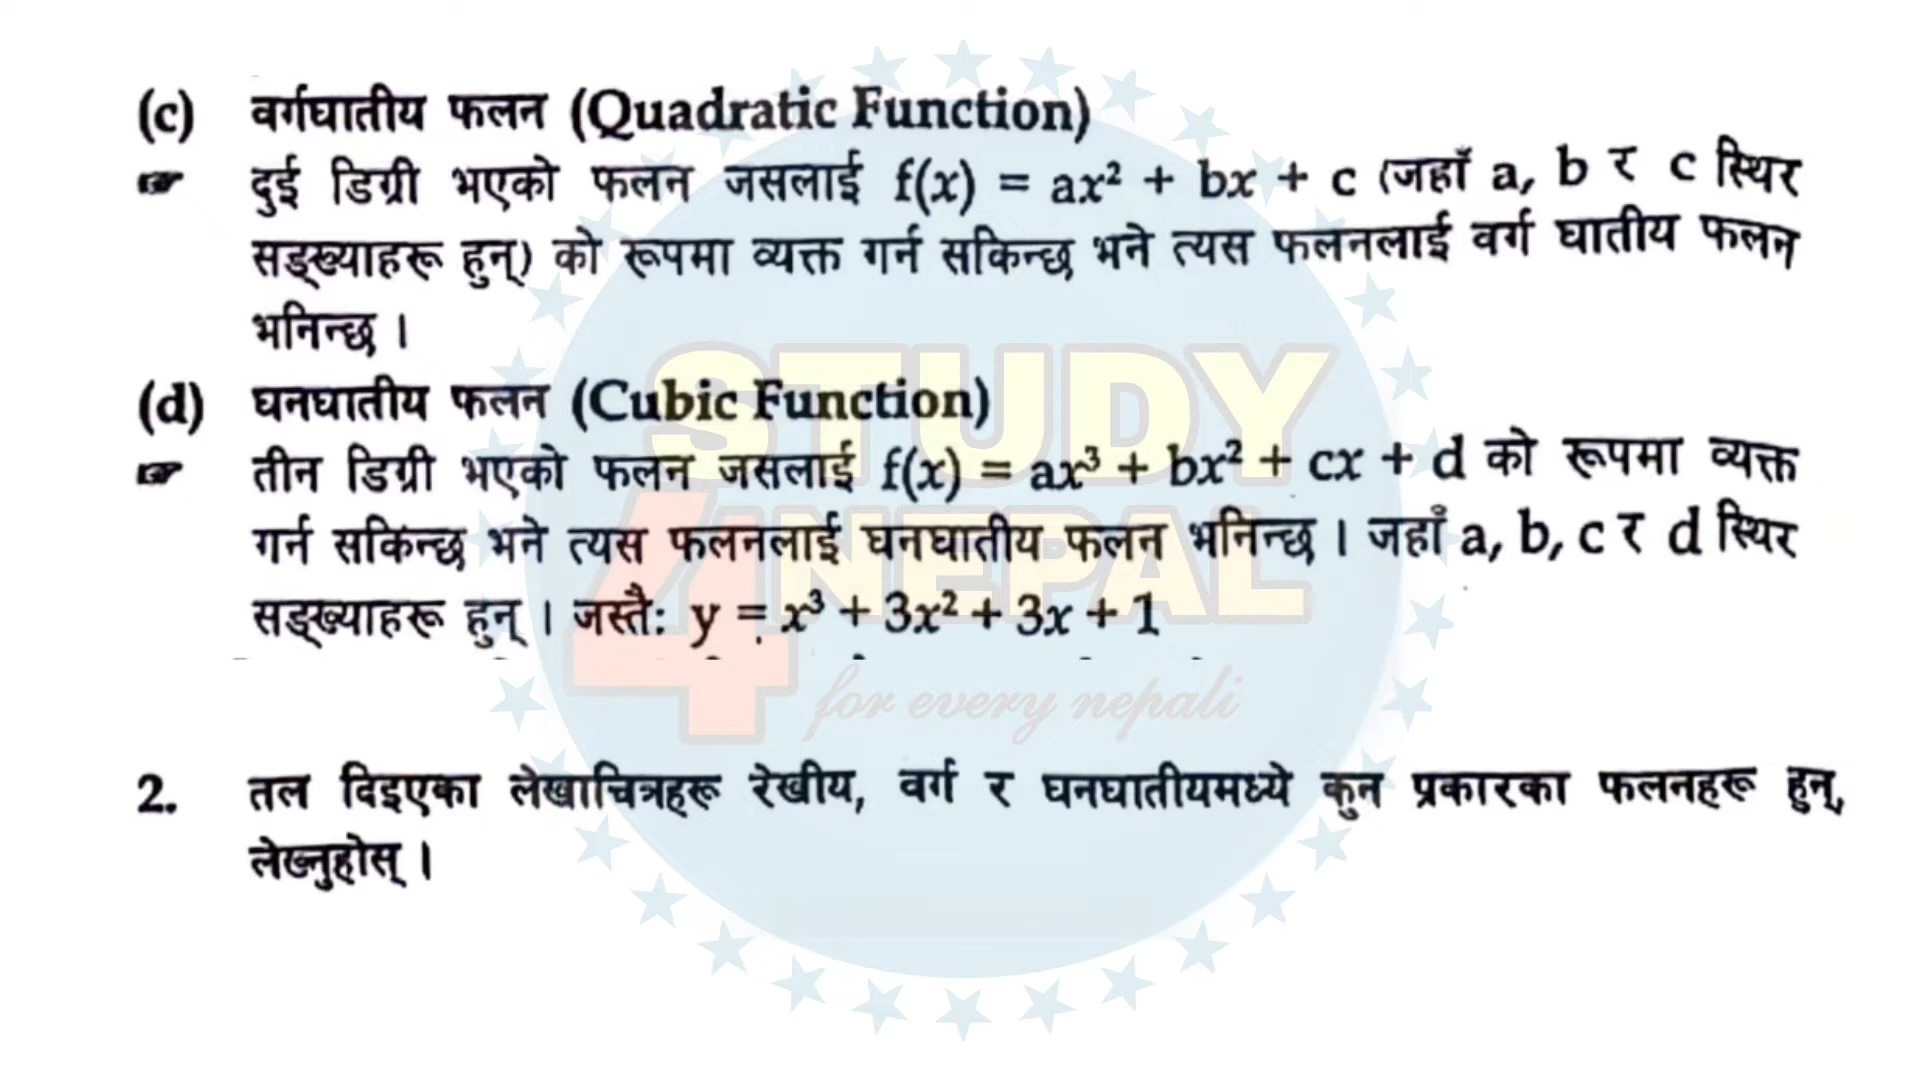 (c) वर्गघातीय फलन (Quadratic Function)
☞ दुई डिग्री भएको फलन जसलाई f(x) = ax² + bx + c (जहाँ a, b र c स्थिर
सङ्ख्याहरू हुन्) को रूपमा व्यक्त गर्न सकिन्छ भने त्यस फलनलाई वर्ग घातीय फलन
भनिन्छ ।
(d) घनघातीय फलन (Cubic Function)
☞ तीन डिग्री भएको फलन जसलाई f(x) = ax³ + bx² + cx + d को रूपमा व्यक्त
गर्न सकिन्छ भने त्यस फलनलाई घनघातीय फलन भनिन्छ । जहाँ a, b, c र d स्थिर
सङ्ख्याहरू हुन् । जस्तै: y = x³ + 3x² + 3x + 1
STUDY
4 NEPAL
for every nepali
2. तल दिइएका लेखाचित्रहरू रेखीय, वर्ग र घनघातीयमध्ये कुन प्रकारका फलनहरू हुन्,
लेख्नुहोस् ।